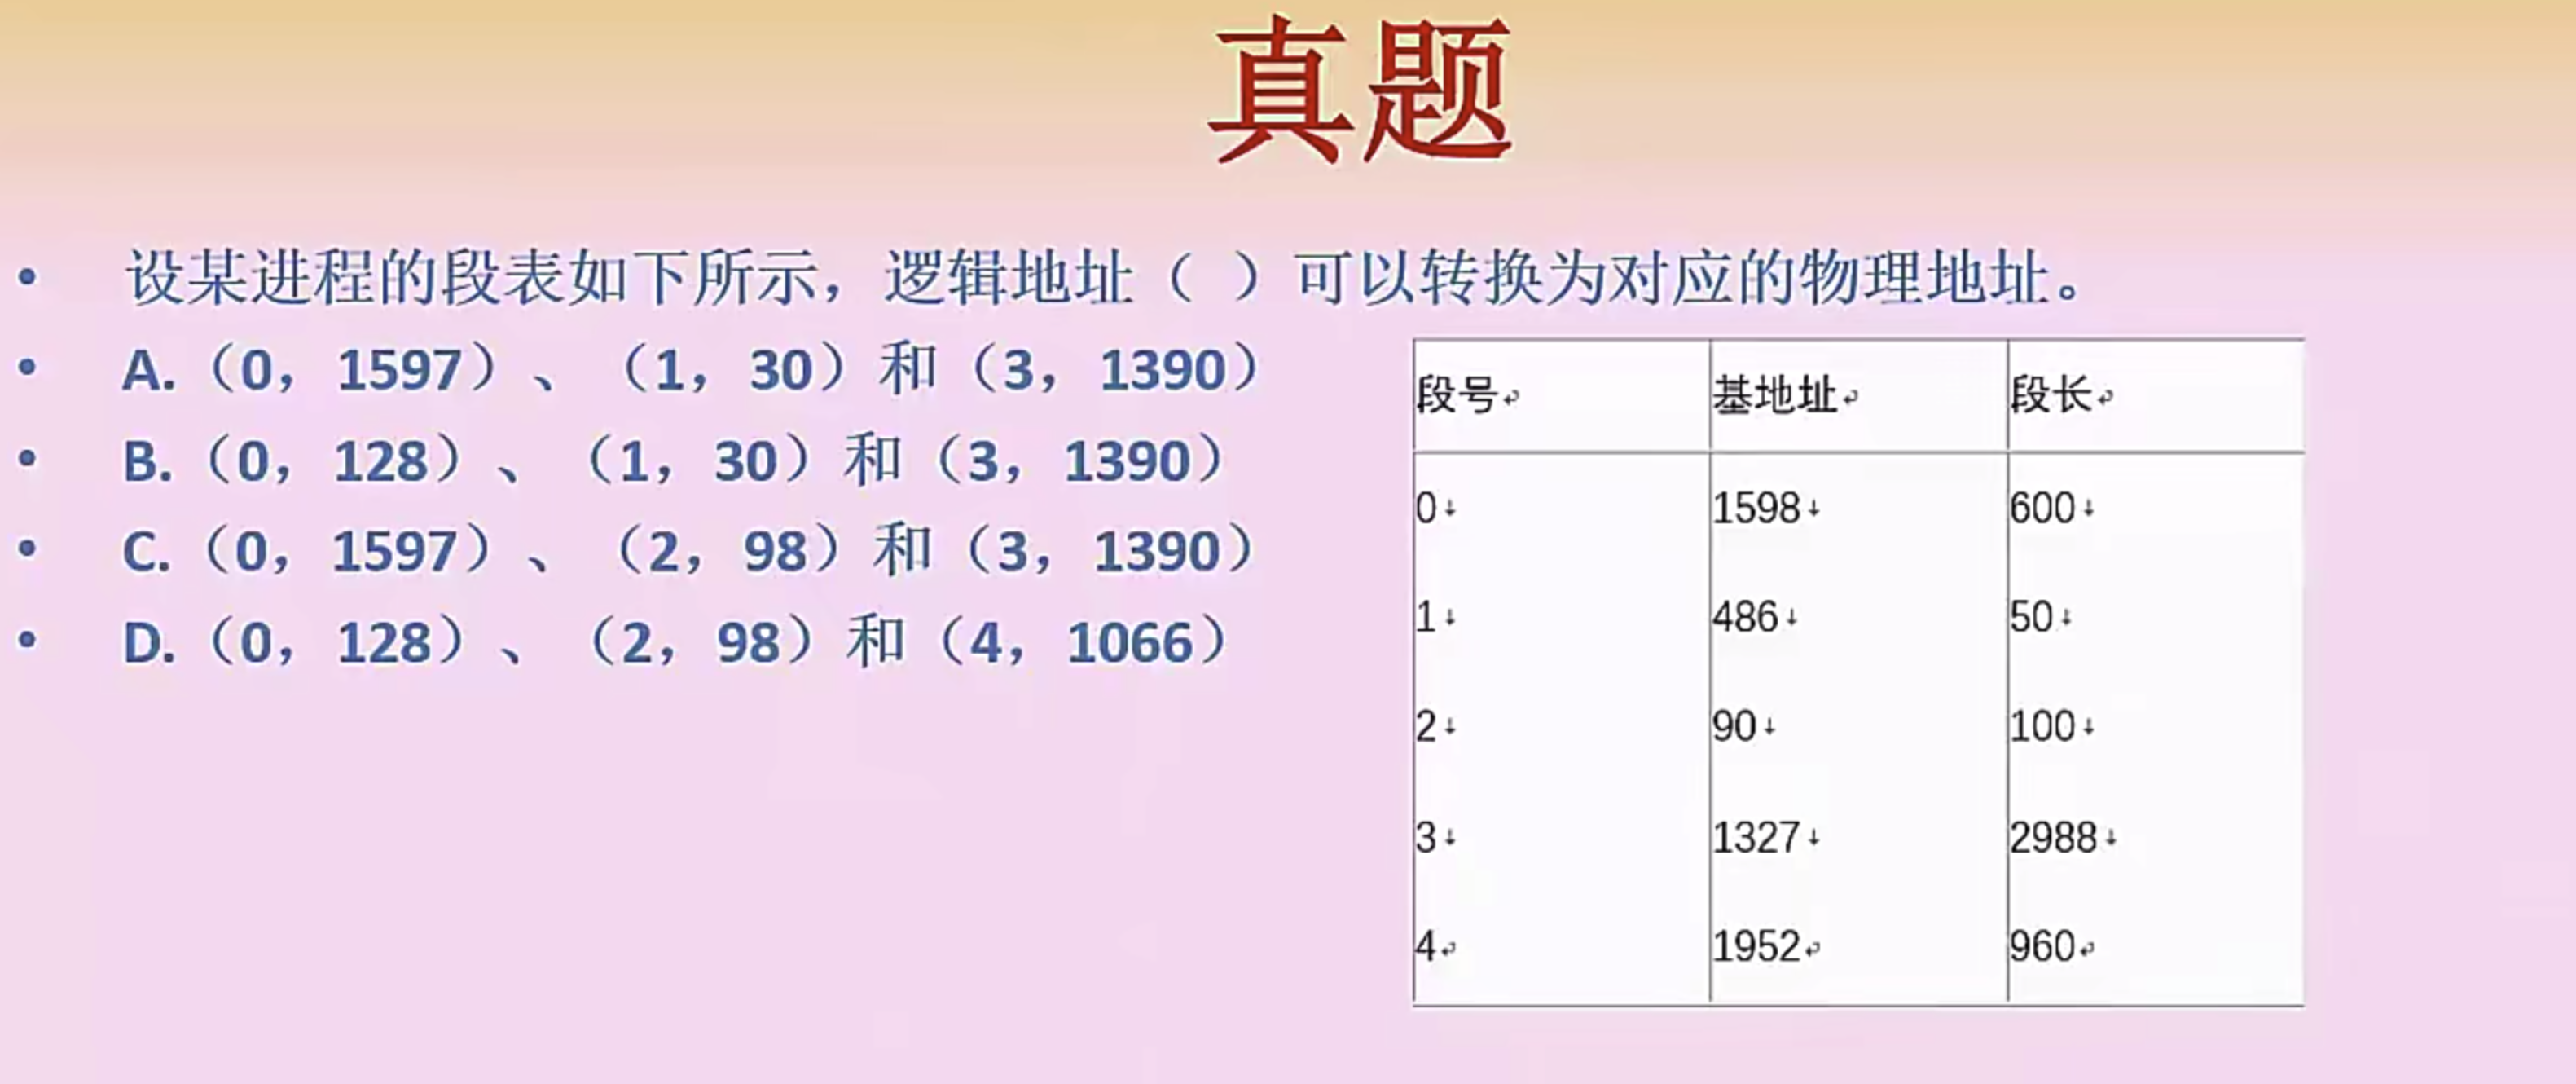 真题
• 设某进程的段表如下所示，逻辑地址（ ）可以转换为对应的物理地址。
• A.（0，1597）、（1，30）和（3，1390）
• B.（0，128）、（1，30）和（3，1390）
• C.（0，1597）、（2，98）和（3，1390）
• D.（0，128）、（2，98）和（4，1066）
段号 基地址 段长
0 1598 600
1 486 50
2 90 100
3 1327 2988
4 1952 960